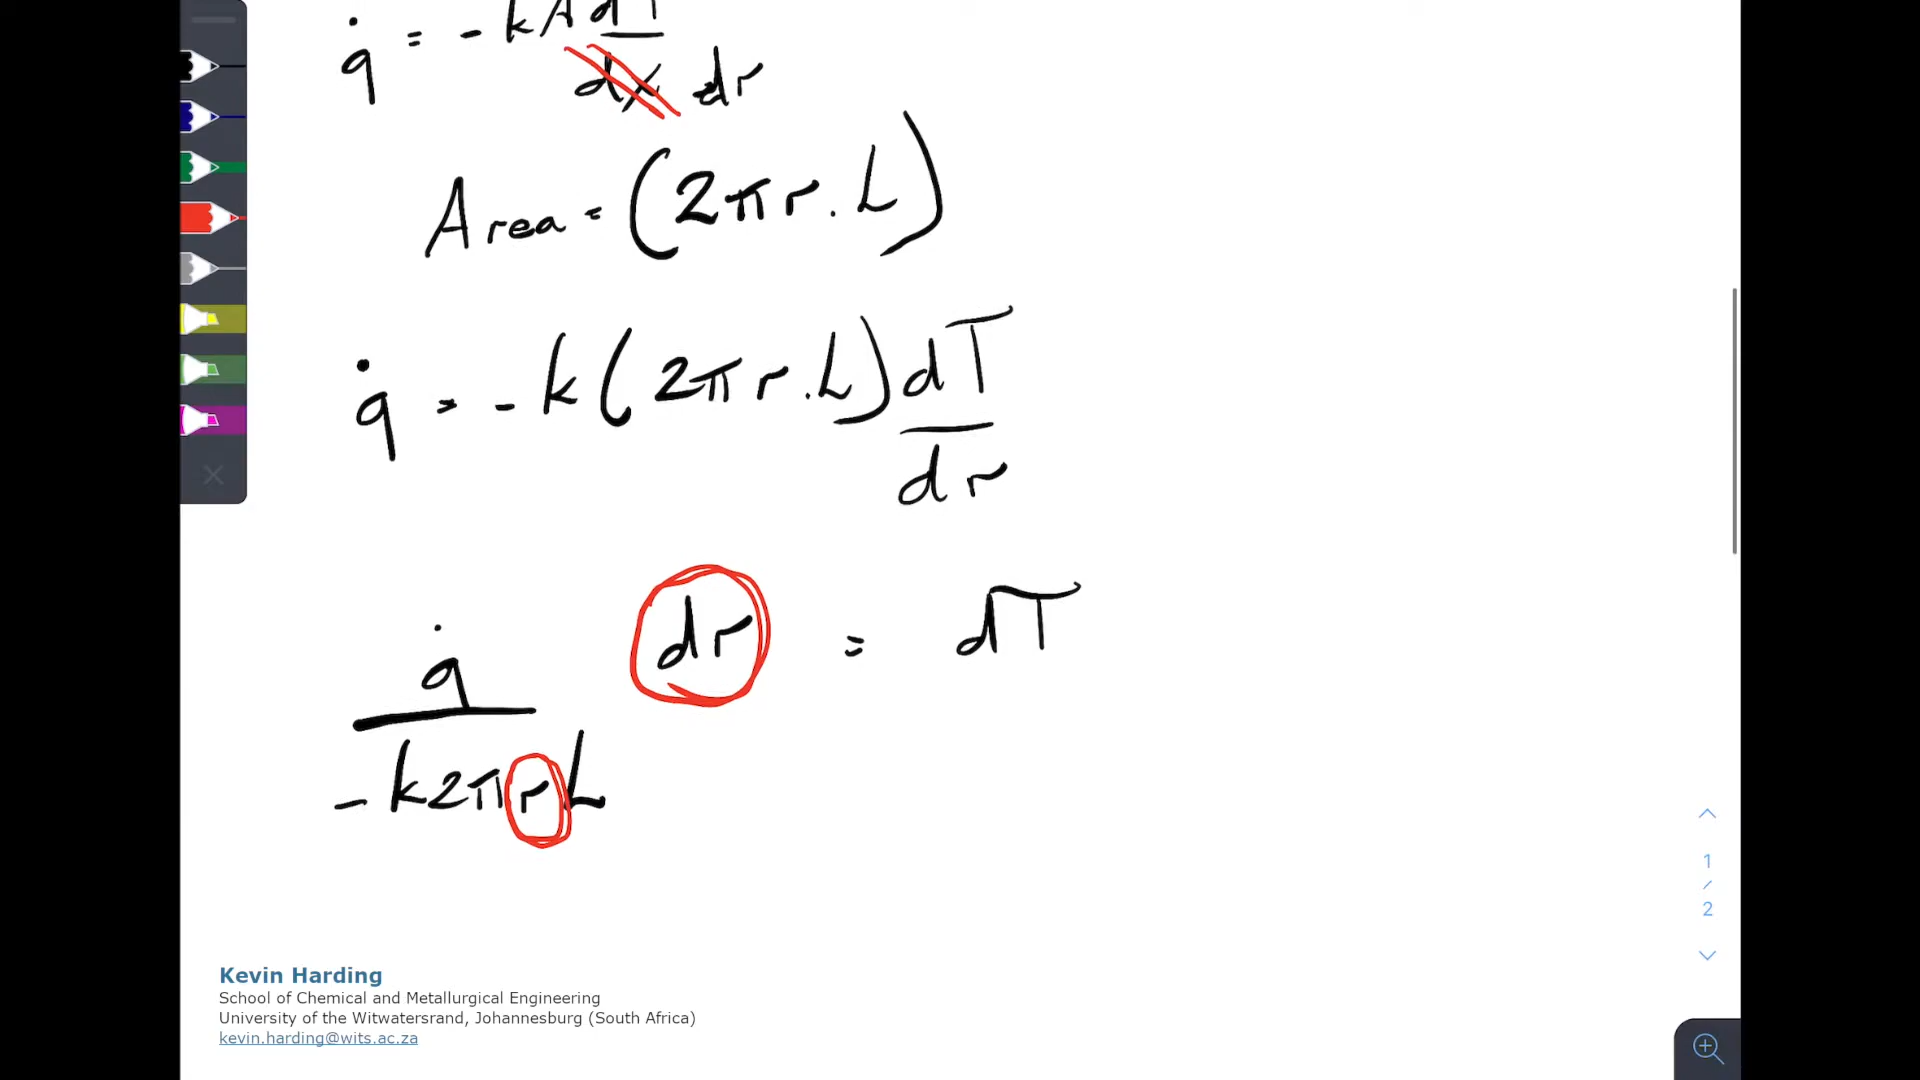 q̇ = - kA dT / dx dr
Area = (2πr . L)
q̇ = - k (2πr . L) dT / dr
q̇ / - k2πrL dr = dT
1
/
2
Kevin Harding
School of Chemical and Metallurgical Engineering
University of the Witwatersrand, Johannesburg (South Africa)
kevin.harding@wits.ac.za